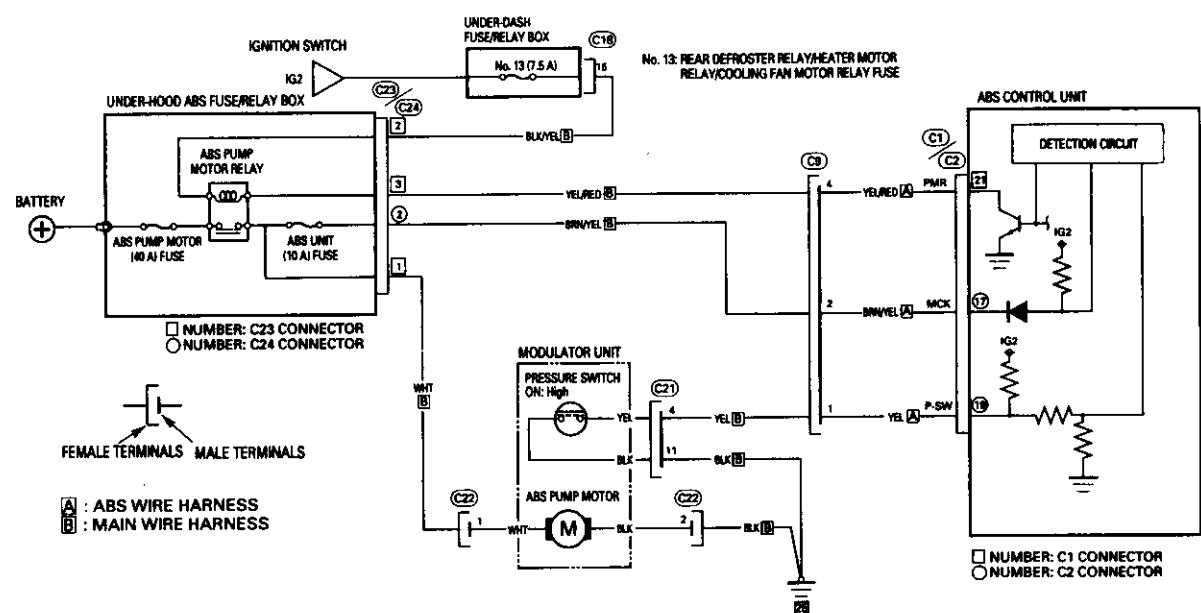 UNDER-DASH
FUSE/RELAY BOX
C18
No. 13 (7.5 A)
16
IGNITION SWITCH
IG2
No. 13: REAR DEFROSTER RELAY/HEATER MOTOR
RELAY/COOLING FAN MOTOR RELAY FUSE
C23
C24
UNDER-HOOD ABS FUSE/RELAY BOX
2
BLK/YEL B
ABS PUMP
MOTOR RELAY
3
YEL/RED B
2
BRN/YEL B
BATTERY
ABS PUMP MOTOR
(40 A) FUSE
ABS UNIT
(10 A) FUSE
1
□ NUMBER: C23 CONNECTOR
○ NUMBER: C24 CONNECTOR
ABS CONTROL UNIT
DETECTION CIRCUIT
C1
C2
C9
4
YEL/RED A
PMR
21
IG2
2
BRN/YEL A
MCK
17
IG2
1
YEL A
P-SW
MODULATOR UNIT
PRESSURE SWITCH
ON: High
C21
YEL
4
YEL B
BLK
11
BLK B
WHT
B
FEMALE TERMINALS
MALE TERMINALS
A : ABS WIRE HARNESS
B : MAIN WIRE HARNESS
C22
1
WHT
ABS PUMP MOTOR
M
BLK
2
C22
BLK B
□ NUMBER: C1 CONNECTOR
○ NUMBER: C2 CONNECTOR